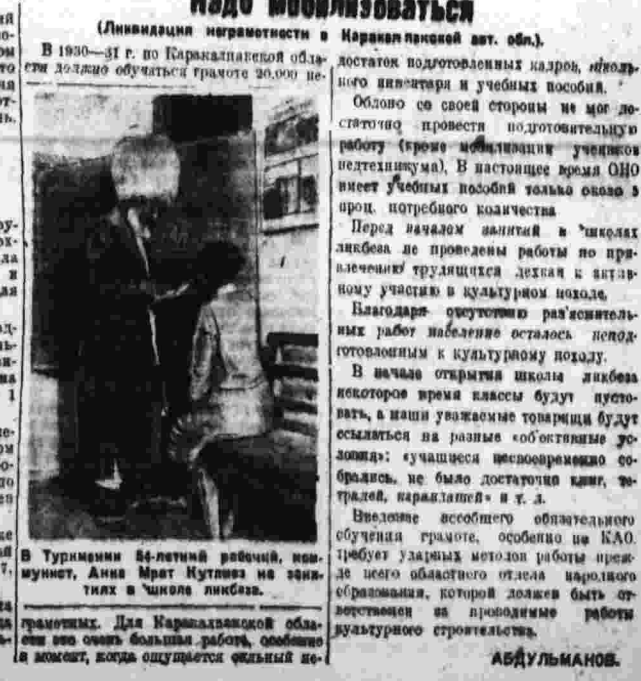 Надо мобилизоваться
(Ликвидация неграмотности в Каракалпакской авт. обл.).
В 1930—31 г. по Каракалпакской обла-
сти должно обучаться грамоте 20.000 не-
В Туркмении 54-летний рабочий, ком-
мунист, Анна Мрат Кутлиев на заня-
тиях в школе ликбеза.
грамотных. Для Каракалпакской обла-
сти это очень большая работа, особенно
в момент, когда ощущается сильный не-
достаток подготовленных кадров, школь-
ного инвентаря и учебных пособий.
Облоно со своей стороны не мог до-
статочно провести подготовительную
работу (кроме мобилизации учеников
педтехникума). В настоящее время ОНО
имеет учебных пособий только около 5
проц. потребного количества
Перед началом занятий в школах
ликбеза не проведены работы по при-
влечению трудящихся дехкан к актив-
ному участию в культурном походе.
Благодаря отсутствию раз'яснитель-
ных работ население осталось непод-
готовленным к культурному походу.
В начале открытия школы ликбеза
некоторое время классы будут пусто-
вать, а наши уважаемые товарищи будут
ссылаться на разные «об'ективные ус-
ловия»: «учащиеся несвоевременно со-
брались, не было достаточно книг, те-
традей, карандашей» и т. д.
Введение всеобщего обязательного
обучения грамоте, особенно по КАО,
требует ударных методов работы преж-
де всего областного отдела народного
образования, который должен быть от-
ветственен за проводимые работы
культурного строительства.
АБДУЛЬМАНОВ.